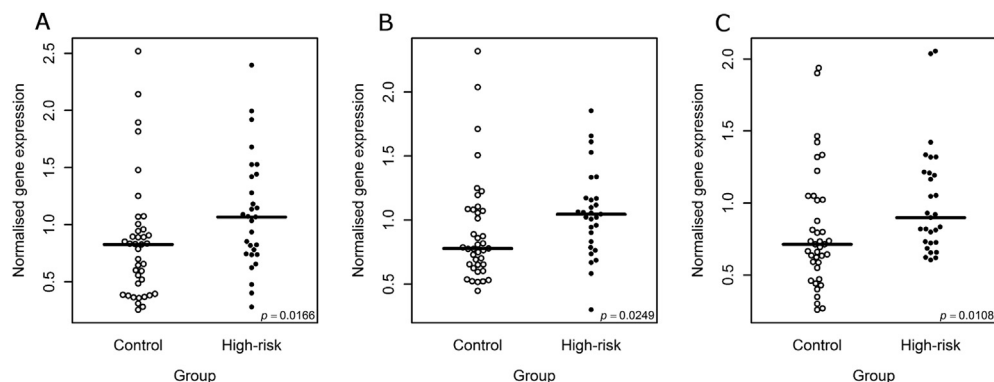 A
Normalised gene expression
2.5
2.0
1.5
1.0
0.5
p = 0.0166
Control High-risk
Group
B
Normalised gene expression
2.0
1.5
1.0
0.5
p = 0.0249
Control High-risk
Group
C
Normalised gene expression
2.0
1.5
1.0
0.5
p = 0.0108
Control High-risk
Group